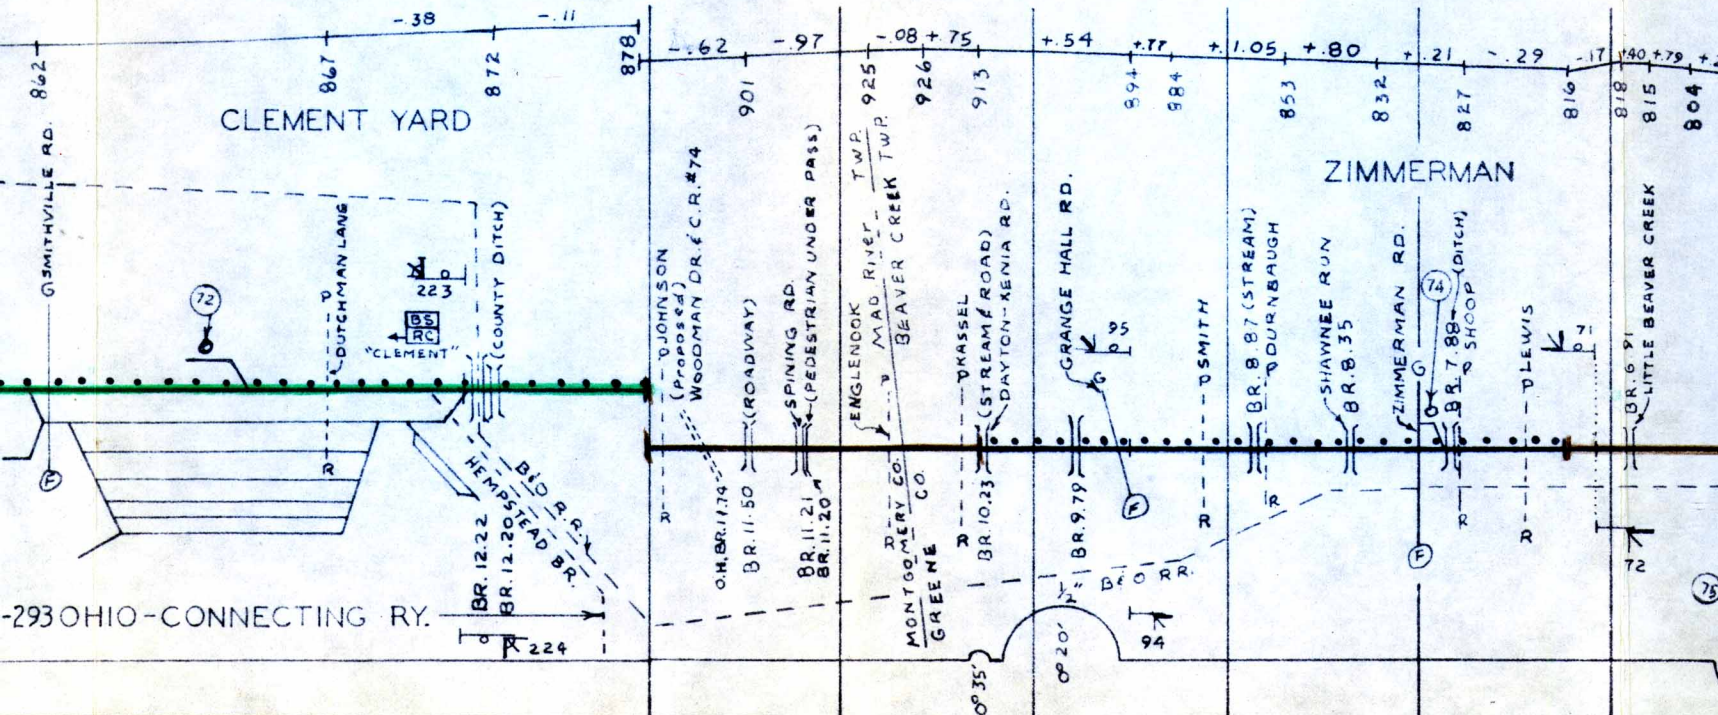 -.38
-.11
-.62
-.97
-.08
+.75
+.54
+.77
+.1.05
+.80
+.21
-.29
-.17
+.40
+.79
862
867
872
878
901
925
926
913
894
884
853
832
827
816
818
815
804
CLEMENT YARD
ZIMMERMAN
SMITHVILLE RD.
DUTCHMAN LANE
(COUNTY DITCH)
JOHNSON
(Proposed)
WOODMAN DR. & C.R.#74
(ROADWAY)
SPINING RD.
(PEDESTRIAN UNDER PASS)
ENGLENOOK
MAD River TWP.
BEAVER CREEK TWP.
KASSEL
(STREAM & ROAD)
DAYTON-XENIA RD.
GRANGE HALL RD.
SMITH
BR. 8.87 (STREAM)
DURNBAUGH
SHAWNEE RUN
BR. 8.35
ZIMMERMAN RD.
BR. 7.88 (DITCH)
SHOOP
LEWIS
BR. 6.91
LITTLE BEAVER CREEK
72
223
BS
RC
"CLEMENT"
95
74
71
P
P
G
G
F
R
R
R
R
R
R
R
R
F
F
72
75
HEMPSTEAD BR.
B&O R.R.
BR. 12.22
BR. 12.20
O.H.BR.11.74
BR. 11.50
BR. 11.21
BR. 11.20
MONTGOMERY CO.
GREENE CO.
BR. 10.23
BR. 9.79
B&O RR.
-293 OHIO-CONNECTING RY.
224
94
1/2"
0°35'
0°20'